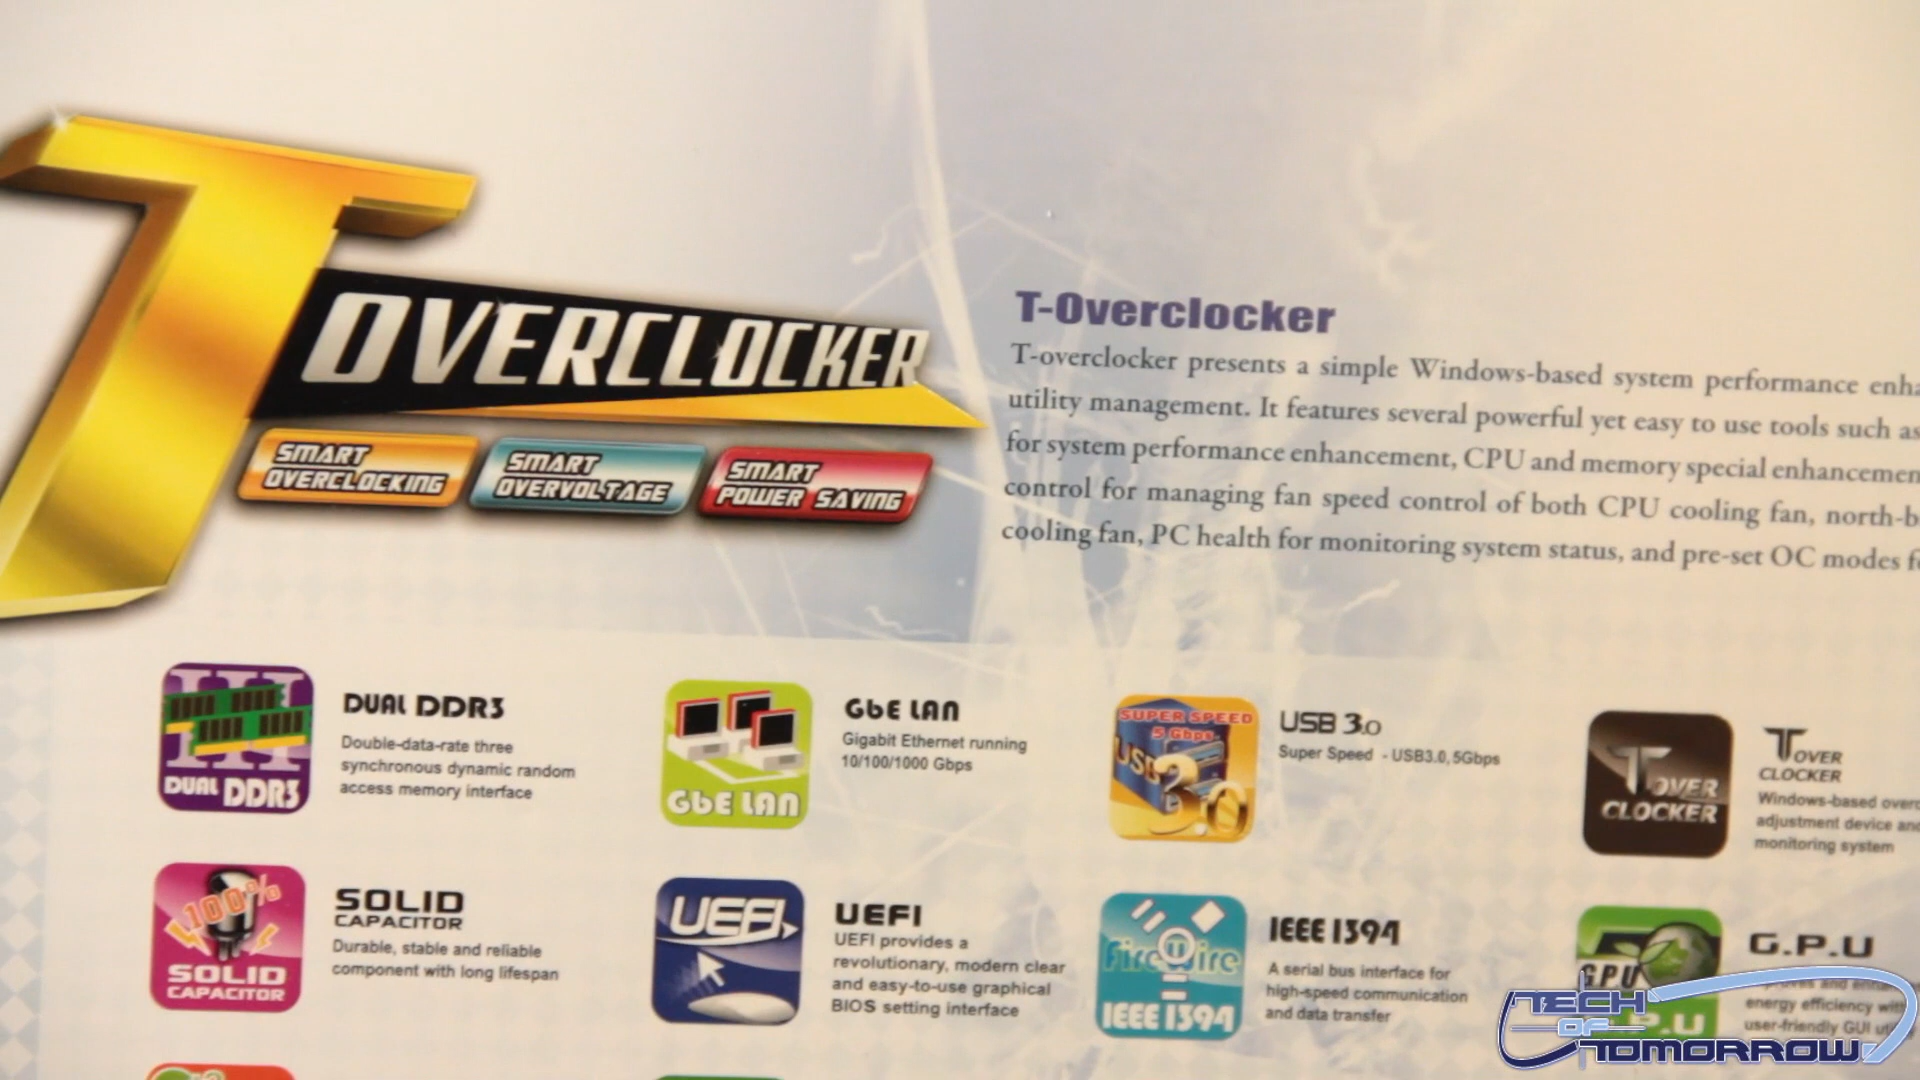 T OVERCLOCKER
SMART OVERCLOCKING
SMART OVERVOLTAGE
SMART POWER SAVING
T-Overclocker
T-overclocker presents a simple Windows-based system performance
utility management. It features several powerful yet easy to use tools such as
for system performance enhancement, CPU and memory special
control for managing fan speed control of both CPU cooling fan,
cooling fan, PC health for monitoring system status, and pre-set OC modes
III
DUAL DDR3
DUAL DDR3
Double-data-rate three
synchronous dynamic random
access memory interface
GbE LAN
GbE LAN
Gigabit Ethernet running
10/100/1000 Gbps
SUPER SPEED
5 Gbps
USB 3.0
USB 3.0
Super Speed - USB3.0, 5Gbps
TOVER
CLOCKER
TOVER
CLOCKER
Windows-based
adjustment device and
monitoring system
100%
SOLID
CAPACITOR
SOLID
CAPACITOR
Durable, stable and reliable
component with long lifespan
UEFI
UEFI
UEFI provides a
revolutionary, modern clear
and easy-to-use graphical
BIOS setting interface
FireWire
IEEE 1394
IEEE 1394
A serial bus interface for
high-speed communication
and data transfer
GPU
G.P.U
energy efficiency with
user-friendly GUI
TECH
OF
TOMORROW